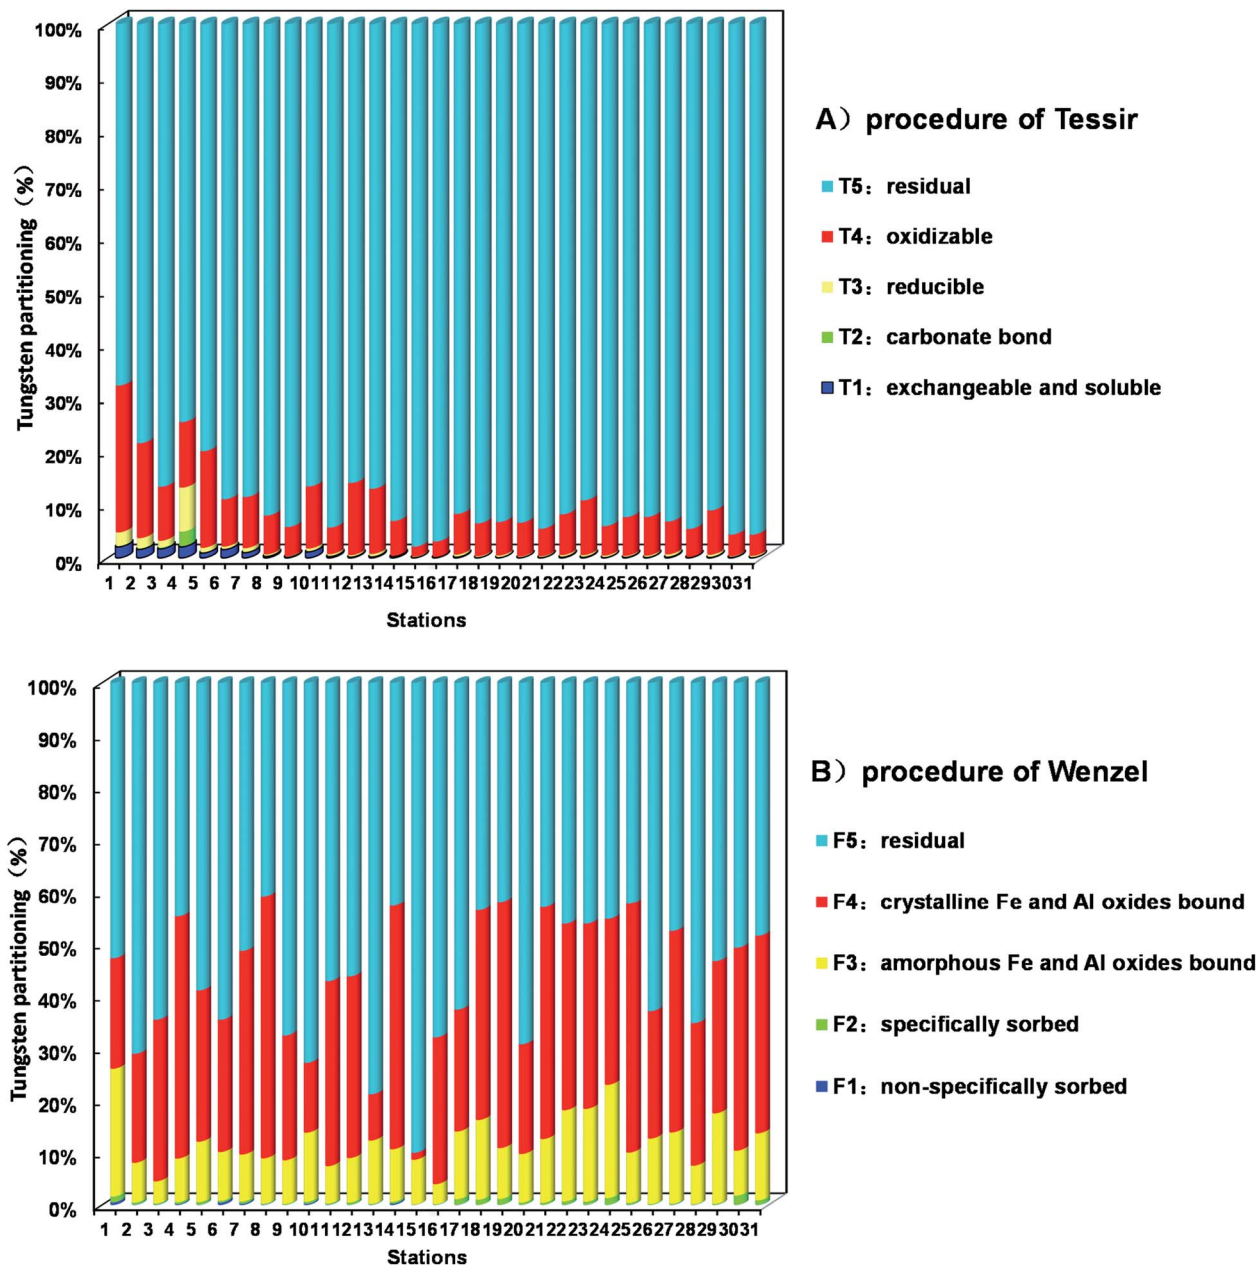 100%
90%
80%
70%
60%
50%
40%
30%
20%
10%
0%
Tungsten partitioning（%）
1 2 3 4 5 6 7 8 9 10 11 12 13 14 15 16 17 18 19 20 21 22 23 24 25 26 27 28 29 30 31
Stations
A）procedure of Tessir
T5：residual
T4：oxidizable
T3：reducible
T2：carbonate bond
T1：exchangeable and soluble
100%
90%
80%
70%
60%
50%
40%
30%
20%
10%
0%
Tungsten partitioning（%）
1 2 3 4 5 6 7 8 9 10 11 12 13 14 15 16 17 18 19 20 21 22 23 24 25 26 27 28 29 30 31
Stations
B）procedure of Wenzel
F5：residual
F4：crystalline Fe and Al oxides bound
F3：amorphous Fe and Al oxides bound
F2：specifically sorbed
F1：non-specifically sorbed